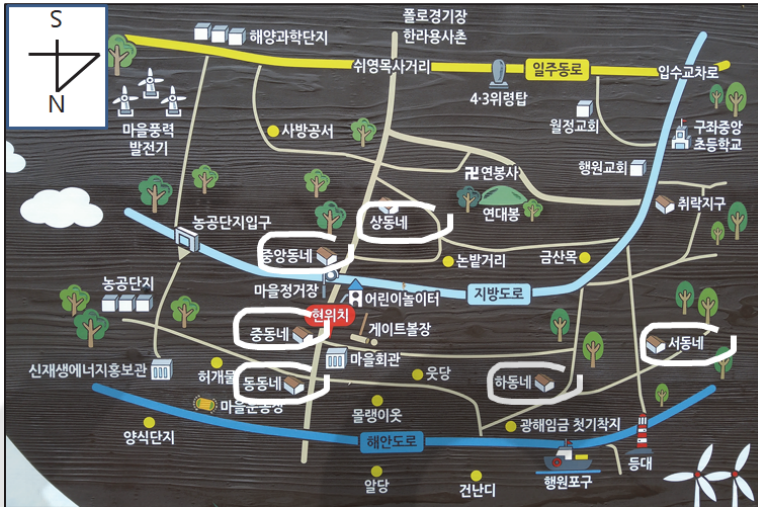 S
N
해양과학단지
폴로경기장
한라용사촌
쉬영목사거리
4·3위령탑
일주동로
입수교차로
마을풍력
발전기
사방공서
월정교회
구좌중앙
초등학교
卍연봉사
행원교회
연대봉
취락지구
상동네
농공단지입구
중앙동네
논밭거리
금산목
마을정거장
어린이놀이터
지방도로
농공단지
현위치
게이트볼장
중동네
서동네
마을회관
신재생에너지홍보관
허개물
동동네
웃당
하동네
마을운동장
몰랭이옷
양식단지
해안도로
광해임금 첫기착지
등대
행원포구
알당
건난디